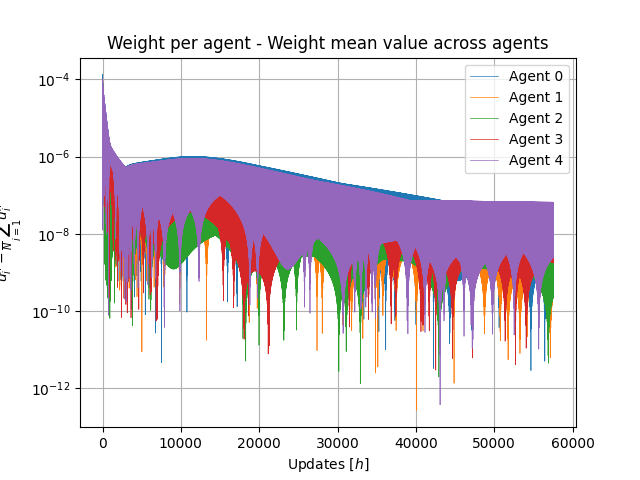 Weight per agent - Weight mean value across agents
10⁻⁴
10⁻⁶
10⁻⁸
10⁻¹⁰
10⁻¹²
Agent 0
Agent 1
Agent 2
Agent 3
Agent 4
0
10000
20000
30000
40000
50000
60000
Updates [h]